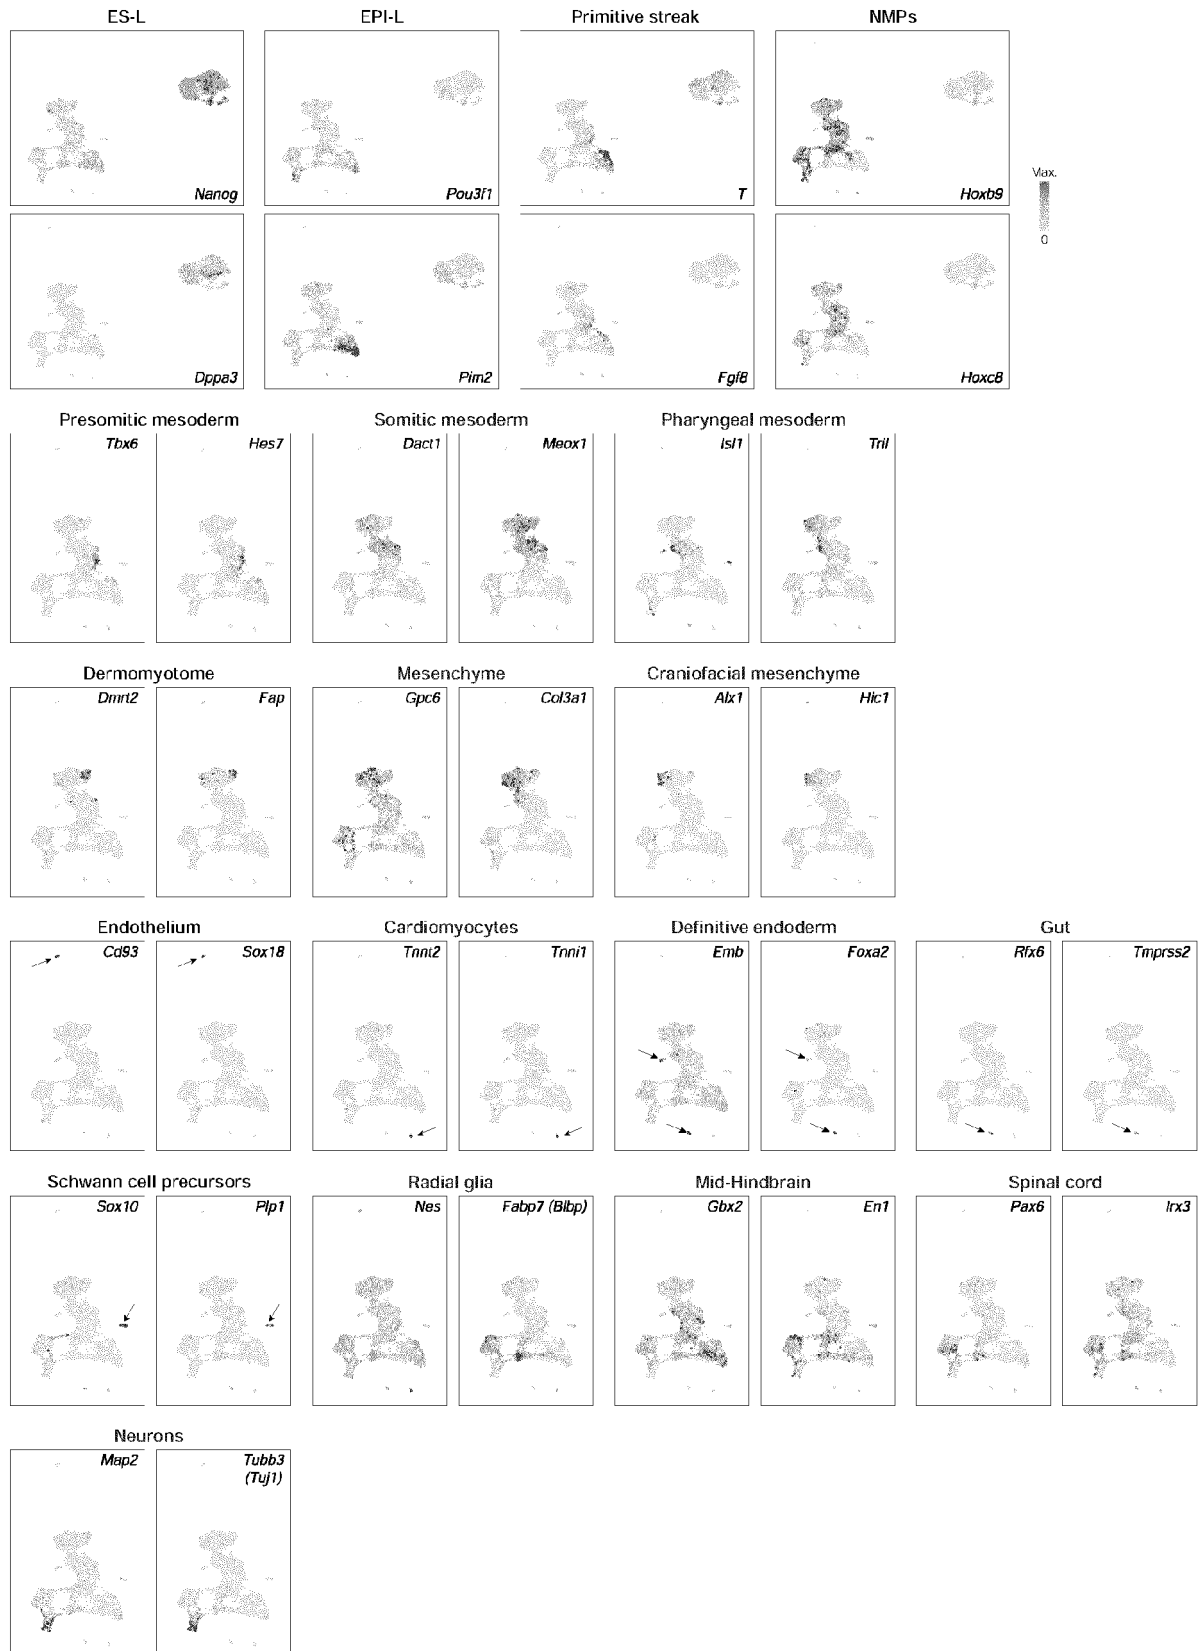 ES-L
EPI-L
Primitive streak
NMPs
Nanog
Pou3f1
T
Hoxb9
Max.
0
Dppa3
Pim2
Fgf8
Hoxc8
Presomitic mesoderm
Somitic mesoderm
Pharyngeal mesoderm
Tbx6
Hes7
Dact1
Meox1
Isl1
Tril
Dermomyotome
Mesenchyme
Craniofacial mesenchyme
Dmrt2
Fap
Gpc6
Col3a1
Alx1
Hic1
Endothelium
Cardiomyocytes
Definitive endoderm
Gut
Cd93
Sox18
Tnnt2
Tnni1
Emb
Foxa2
Rfx6
Tmprss2
Schwann cell precursors
Radial glia
Mid-Hindbrain
Spinal cord
Sox10
Plp1
Nes
Fabp7 (Blbp)
Gbx2
En1
Pax6
Irx3
Neurons
Map2
Tubb3
(Tuj1)